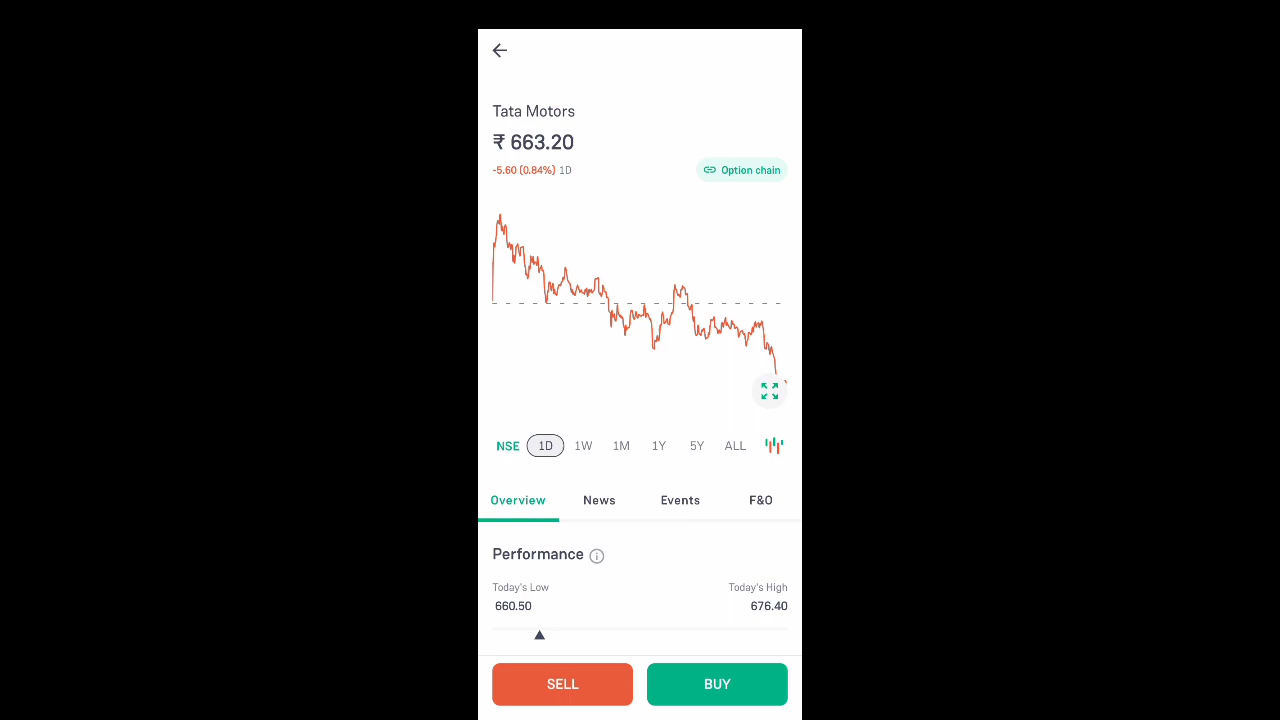 Tata Motors
₹ 663.20
-5.60 (0.84%) 1D
Option chain
NSE 1D 1W 1M 1Y 5Y ALL
Overview News Events F&O
Performance
Today's Low Today's High
660.50 676.40
SELL BUY